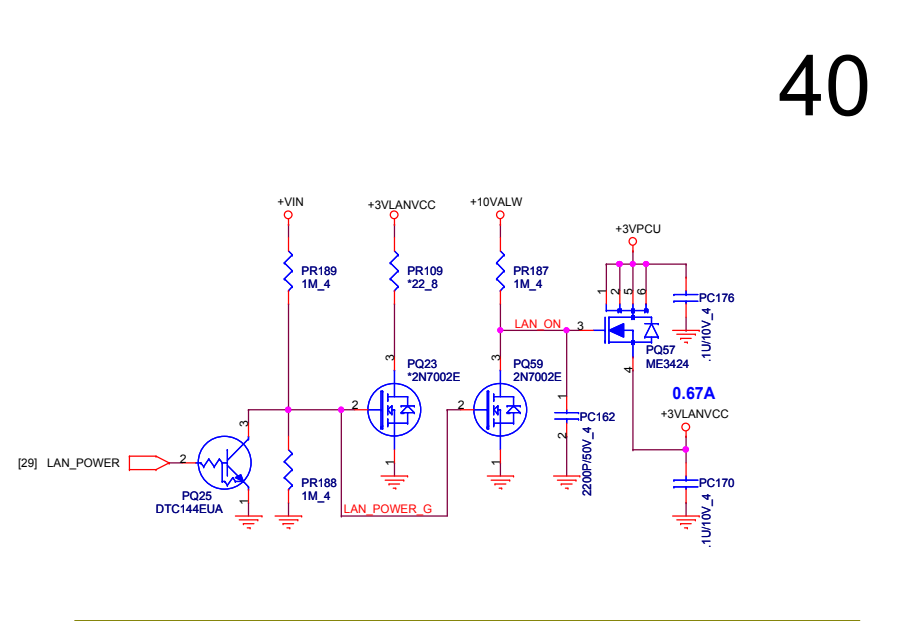 40
+VIN
+3VLANVCC
+10VALW
+3VPCU
PR189
1M_4
PR109
*22_8
PR187
1M_4
1
2
5
6
PC176
.1U/10V_4
LAN_ON
3
PQ57
ME3424
4
3
PQ23
*2N7002E
2
1
3
PQ59
2N7002E
2
1
1
PC162
2
2200P/50V_4
0.67A
+3VLANVCC
3
[29] LAN_POWER
2
PQ25
DTC144EUA
1
PR188
1M_4
LAN_POWER_G
PC170
.1U/10V_4